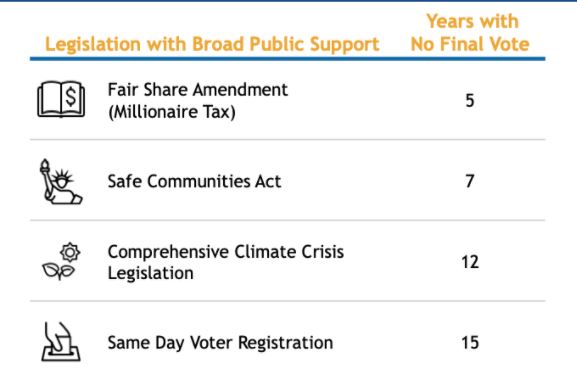 Years with
Legislation with Broad Public Support No Final Vote
Fair Share Amendment
(Millionaire Tax)
5
Safe Communities Act 7
Comprehensive Climate Crisis
Legislation
12
Same Day Voter Registration 15